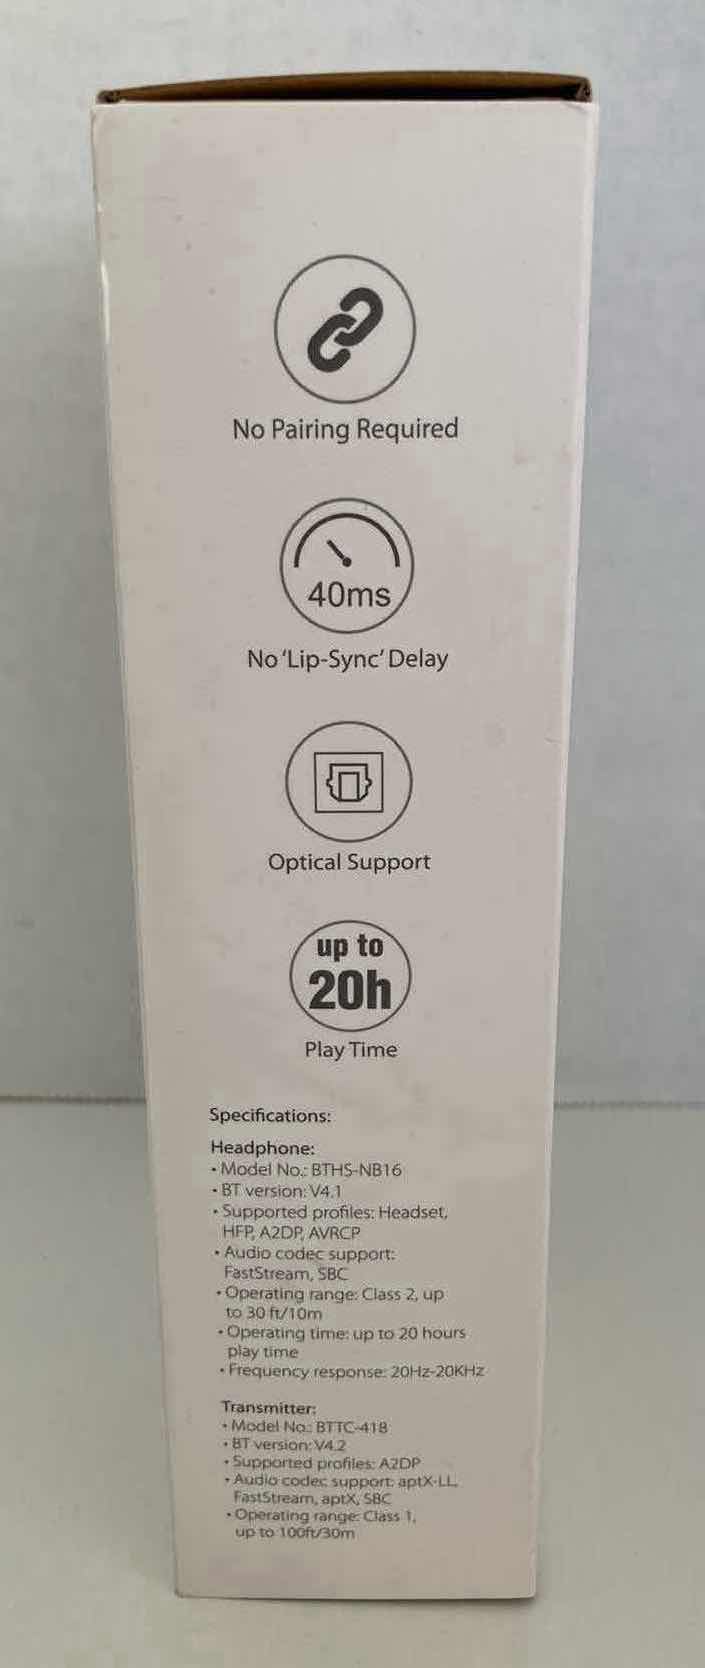 No Pairing Required
40ms
No 'Lip-Sync' Delay
Optical Support
up to
20h
Play Time
Specifications:
Headphone:
• Model No.: BTHS-NB16
• BT version: V4.1
• Supported profiles: Headset,
HFP, A2DP, AVRCP
• Audio codec support:
FastStream, SBC
• Operating range: Class 2, up
to 30 ft/10m
• Operating time: up to 20 hours
play time
• Frequency response: 20Hz-20KHz
Transmitter:
• Model No.: BTTC-418
• BT version: V4.2
• Supported profiles: A2DP
• Audio codec support: aptX-LL,
FastStream, aptX, SBC
• Operating range: Class 1,
up to 100ft/30m